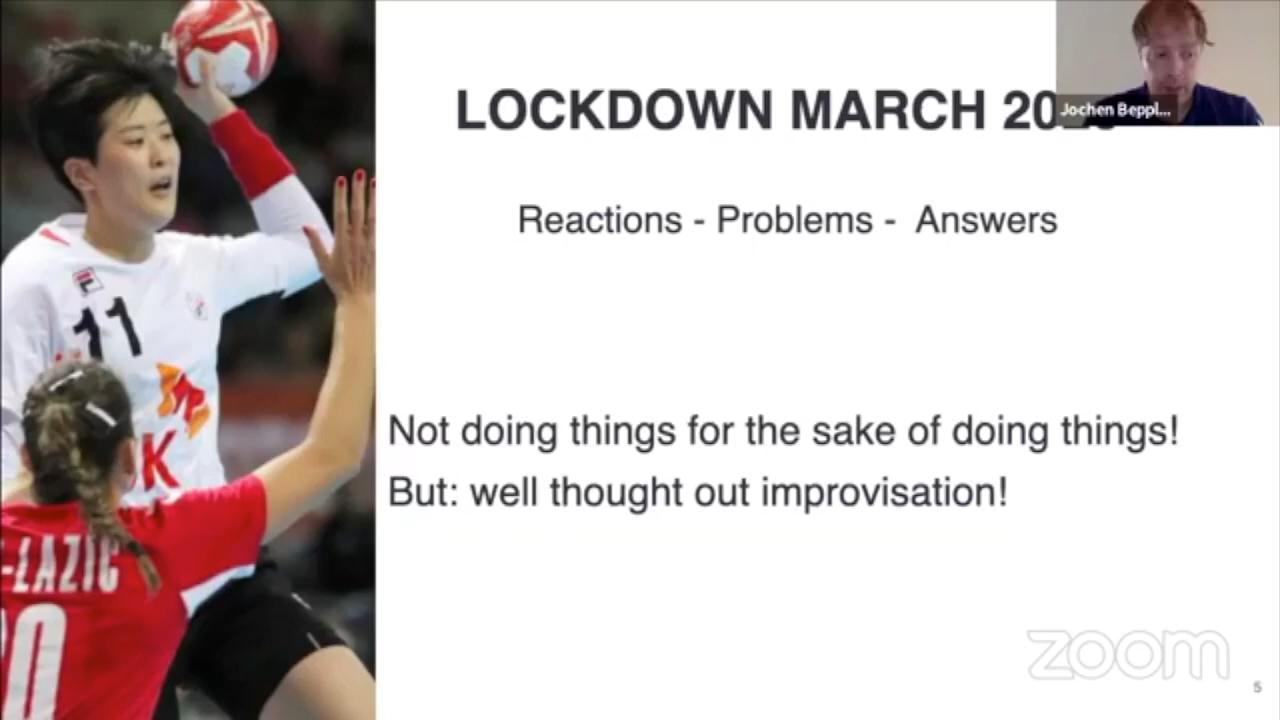 LOCKDOWN MARCH 20
Jochen Beppl...
Reactions - Problems - Answers
Not doing things for the sake of doing things!
But: well thought out improvisation!
11
K
-LAZIC
zoom
5